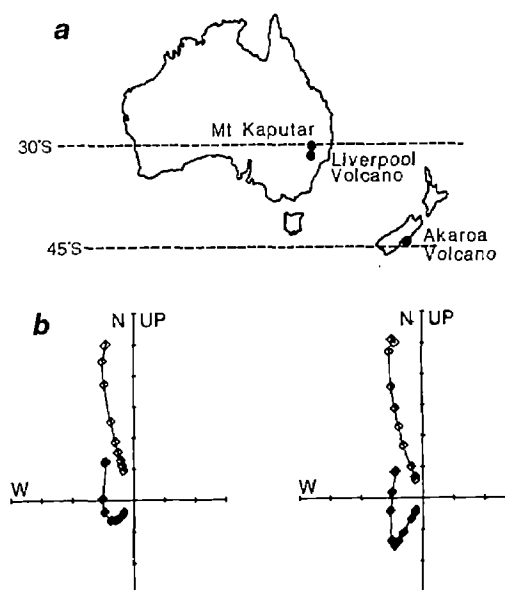 a
Mt Kaputar
30°S
Liverpool
Volcano
Akaroa
Volcano
45°S
b
N UP
W
N UP
W